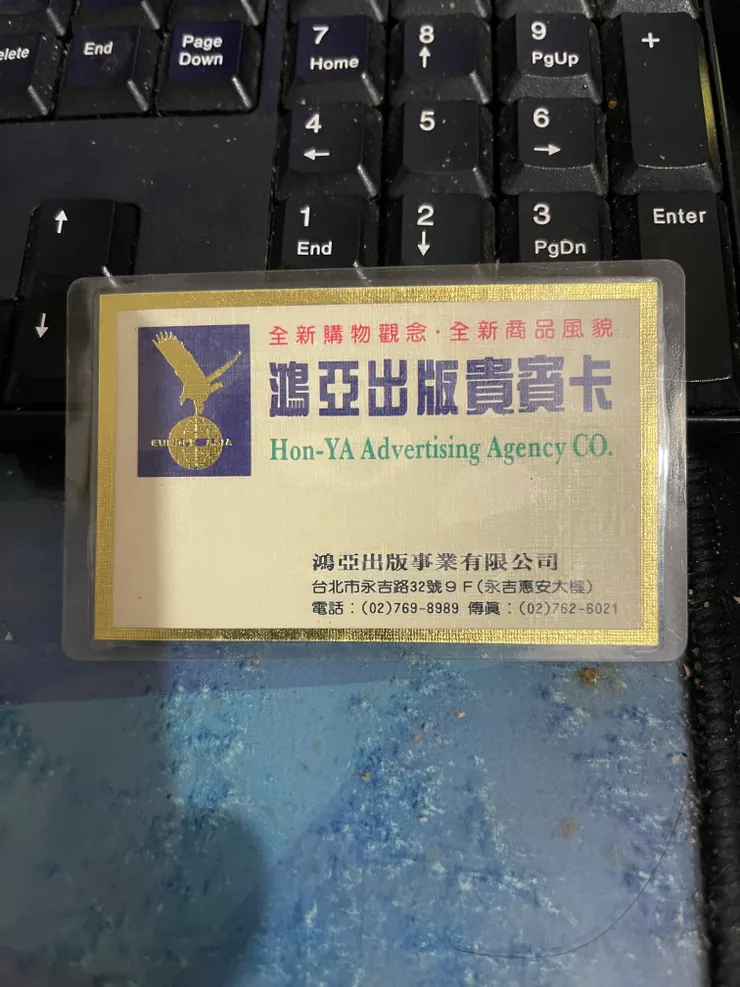 elete
End
Page
Down
7
Home
8
↑
9
PgUp
+
4
←
5
6
→
1
End
2
↓
3
PgDn
Enter
↑
↓
全新購物觀念·全新商品風貌
鴻亞出版貴賓卡
Hon-YA Advertising Agency CO.
鴻亞出版事業有限公司
台北市永吉路32號9F(永吉惠安大樓)
電話:(02)769-8989 傳真:(02)762-6021